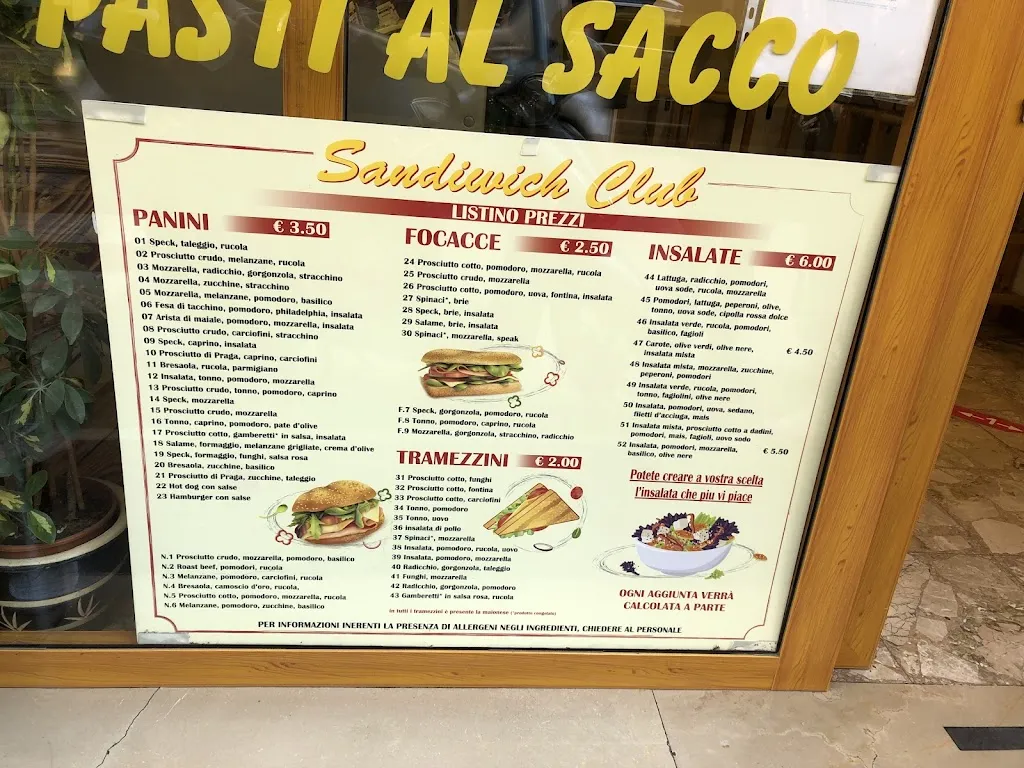 PASTI AL SACCO
Sandiwich Club
LISTINO PREZZI
PANINI € 3.50
01 Speck, taleggio, rucola
02 Prosciutto crudo, melanzane, rucola
03 Mozzarella, radicchio, gorgonzola, stracchino
04 Mozzarella, zucchine, stracchino
05 Mozzarella, melanzane, pomodoro, basilico
06 Fesa di tacchino, pomodoro, philadelphia, insalata
07 Arista di maiale, pomodoro, mozzarella, insalata
08 Prosciutto crudo, carciofini, stracchino
09 Speck, caprino, insalata
10 Prosciutto di Praga, caprino, carciofini
11 Bresaola, rucola, parmigiano
12 Insalata, tonno, pomodoro, mozzarella
13 Prosciutto crudo, tonno, pomodoro, caprino
14 Speck, mozzarella
15 Prosciutto crudo, mozzarella
16 Tonno, caprino, pomodoro, pate d'olive
17 Prosciutto cotto, gamberetti* in salsa, insalata
18 Salame, formaggio, melanzane grigliate, crema d'olive
19 Speck, formaggio, funghi, salsa rosa
20 Bresaola, zucchine, basilico
21 Prosciutto di Praga, zucchine, taleggio
22 Hot dog con salse
23 Hamburger con salse
N.1 Prosciutto crudo, mozzarella, pomodoro, basilico
N.2 Roast beef, pomodori, rucola
N.3 Melanzane, pomodoro, carciofini, rucola
N.4 Bresaola, camoscio d'oro, rucola
N.5 Prosciutto cotto, pomodoro, mozzarella, rucola
N.6 Melanzane, pomodoro, zucchine, basilico
FOCACCE € 2.50
24 Prosciutto cotto, pomodoro, mozzarella, rucola
25 Prosciutto crudo, mozzarella
26 Prosciutto cotto, pomodoro, uova, fontina, insalata
27 Spinaci*, brie
28 Speck, brie, insalata
29 Salame, brie, insalata
30 Spinaci*, mozzarella, speak
F.7 Speck, gorgonzola, pomodoro, rucola
F.8 Tonno, pomodoro, caprino, rucola
F.9 Mozzarella, gorgonzola, stracchino, radicchio
TRAMEZZINI € 2.00
31 Prosciutto cotto, funghi
32 Prosciutto cotto, fontina
33 Prosciutto cotto, carciofini
34 Tonno, pomodoro
35 Tonno, uovo
36 insalata di pollo
37 Spinaci*, mozzarella
38 Insalata, pomodoro, rucola, uovo
39 Insalata, pomodoro, mozzarella
40 Radicchio, gorgonzola, taleggio
41 Funghi, mozzarella
42 Radicchio, gorgonzola, pomodoro
43 Gamberetti* in salsa rosa, rucola
in tutti i tramezzini è presente la maionese (*prodotto congelato)
INSALATE € 6.00
44 Lattuga, radicchio, pomodori,
uova sode, rucola, mozzarella
45 Pomodori, lattuga, peperoni, olive,
tonno, uova sode, cipolla rossa dolce
46 Insalata verde, rucola, pomodori,
basilico, fagioli
47 Carote, olive verdi, olive nere,
insalata mista € 4.50
48 Insalata mista, mozzarella, zucchine,
peperoni, pomodori
49 Insalata verde, rucola, pomodori,
tonno, fagiolini, olive nere
50 Insalata, pomodori, uova, sedano,
filetti d'acciuga, mais
51 Insalata mista, prosciutto cotto a dadini,
pomodori, mais, fagioli, uovo sodo
52 Insalata, pomodori, mozzarella,
basilico, olive nere € 5.50
Potete creare a vostra scelta
l'insalata che piu vi piace
OGNI AGGIUNTA VERRÀ
CALCOLATA A PARTE
PER INFORMAZIONI INERENTI LA PRESENZA DI ALLERGENI NEGLI INGREDIENTI, CHIEDERE AL PERSONALE